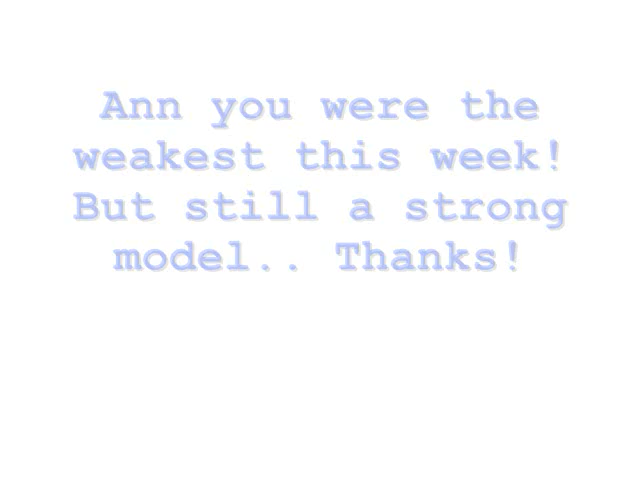 Ann you were the
weakest this week!
But still a strong
model.. Thanks!